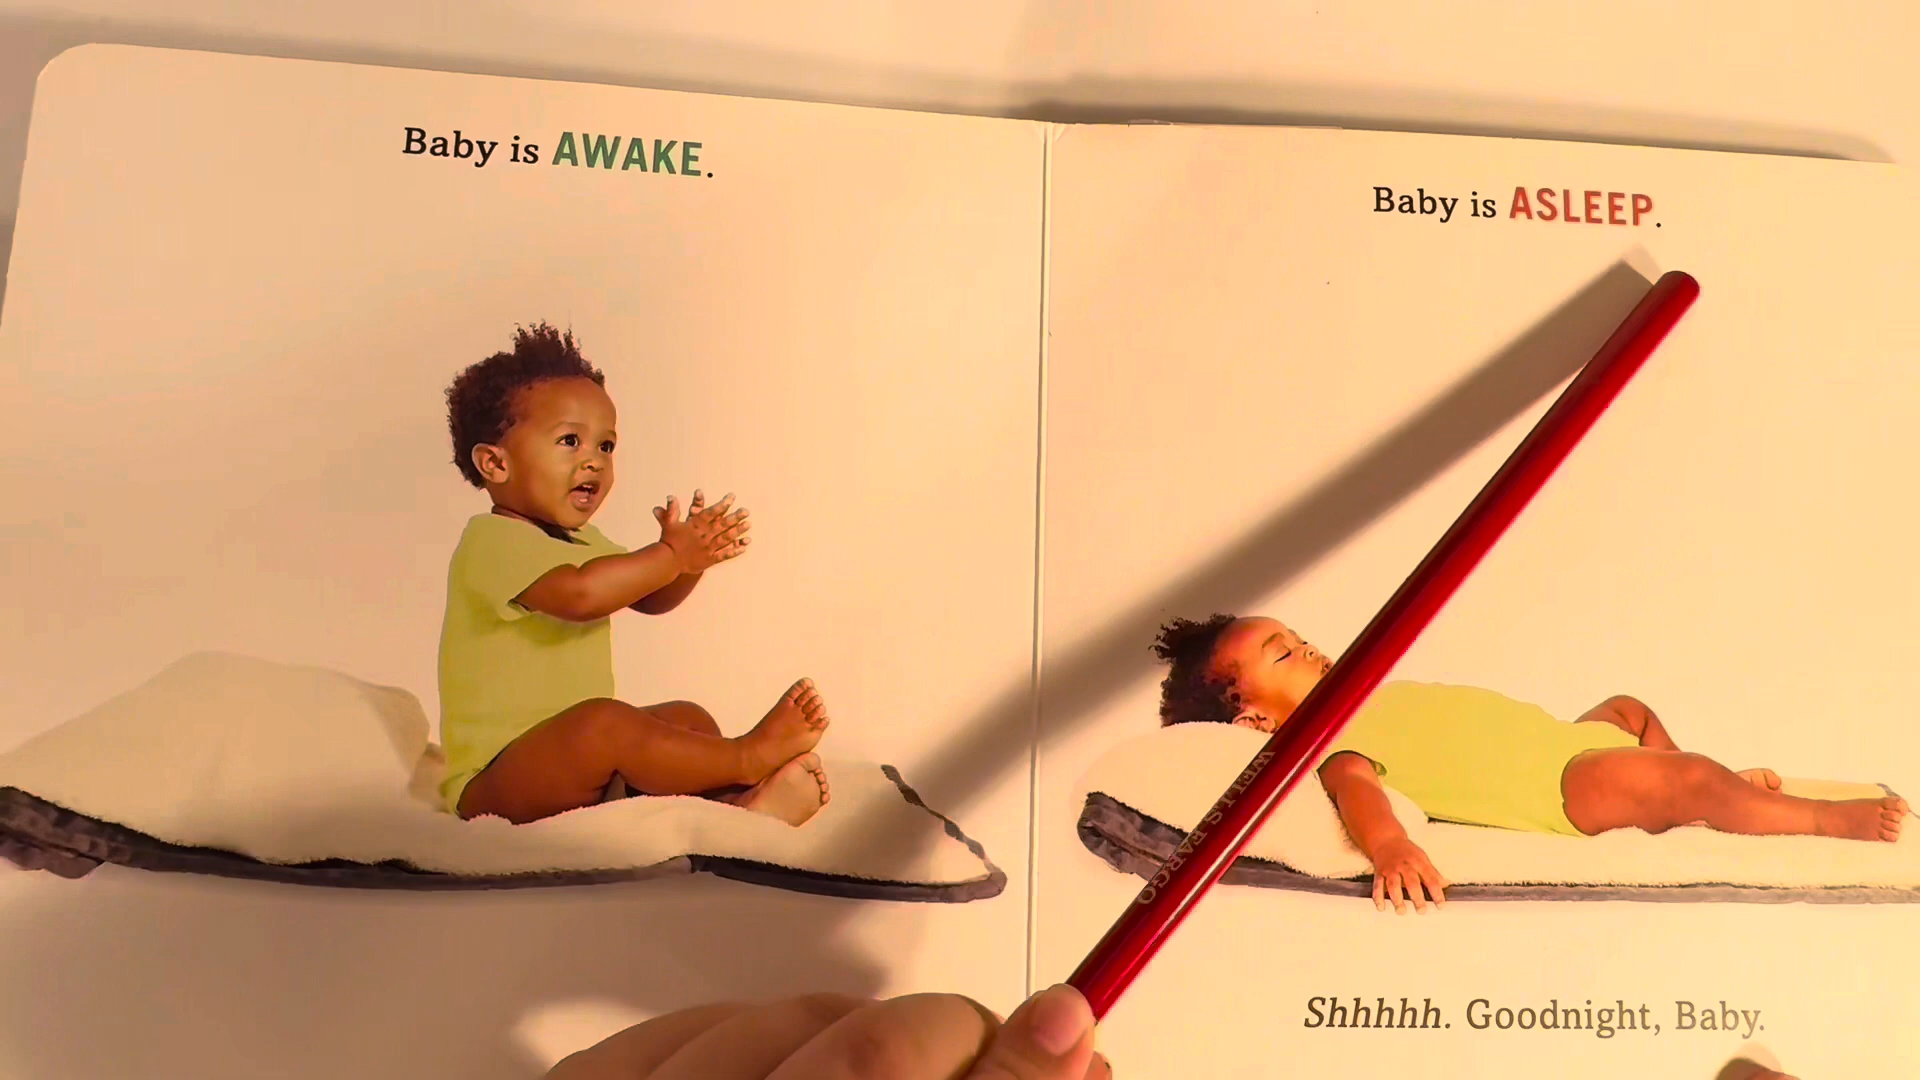 Baby is AWAKE.
Baby is ASLEEP.
WELLS FARGO
Shhhhh. Goodnight, Baby.